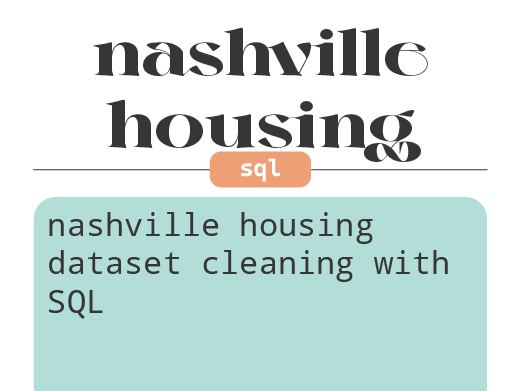 nashville
housing
sql
nashville housing
dataset cleaning with
SQL